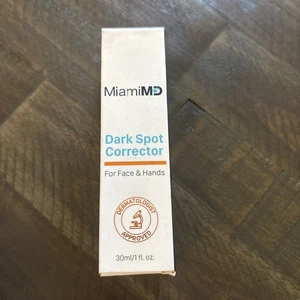 MiamiMD
Dark Spot
Corrector
For Face & Hands
DERMATOLOGIST
APPROVED
30ml/1 fl. oz.